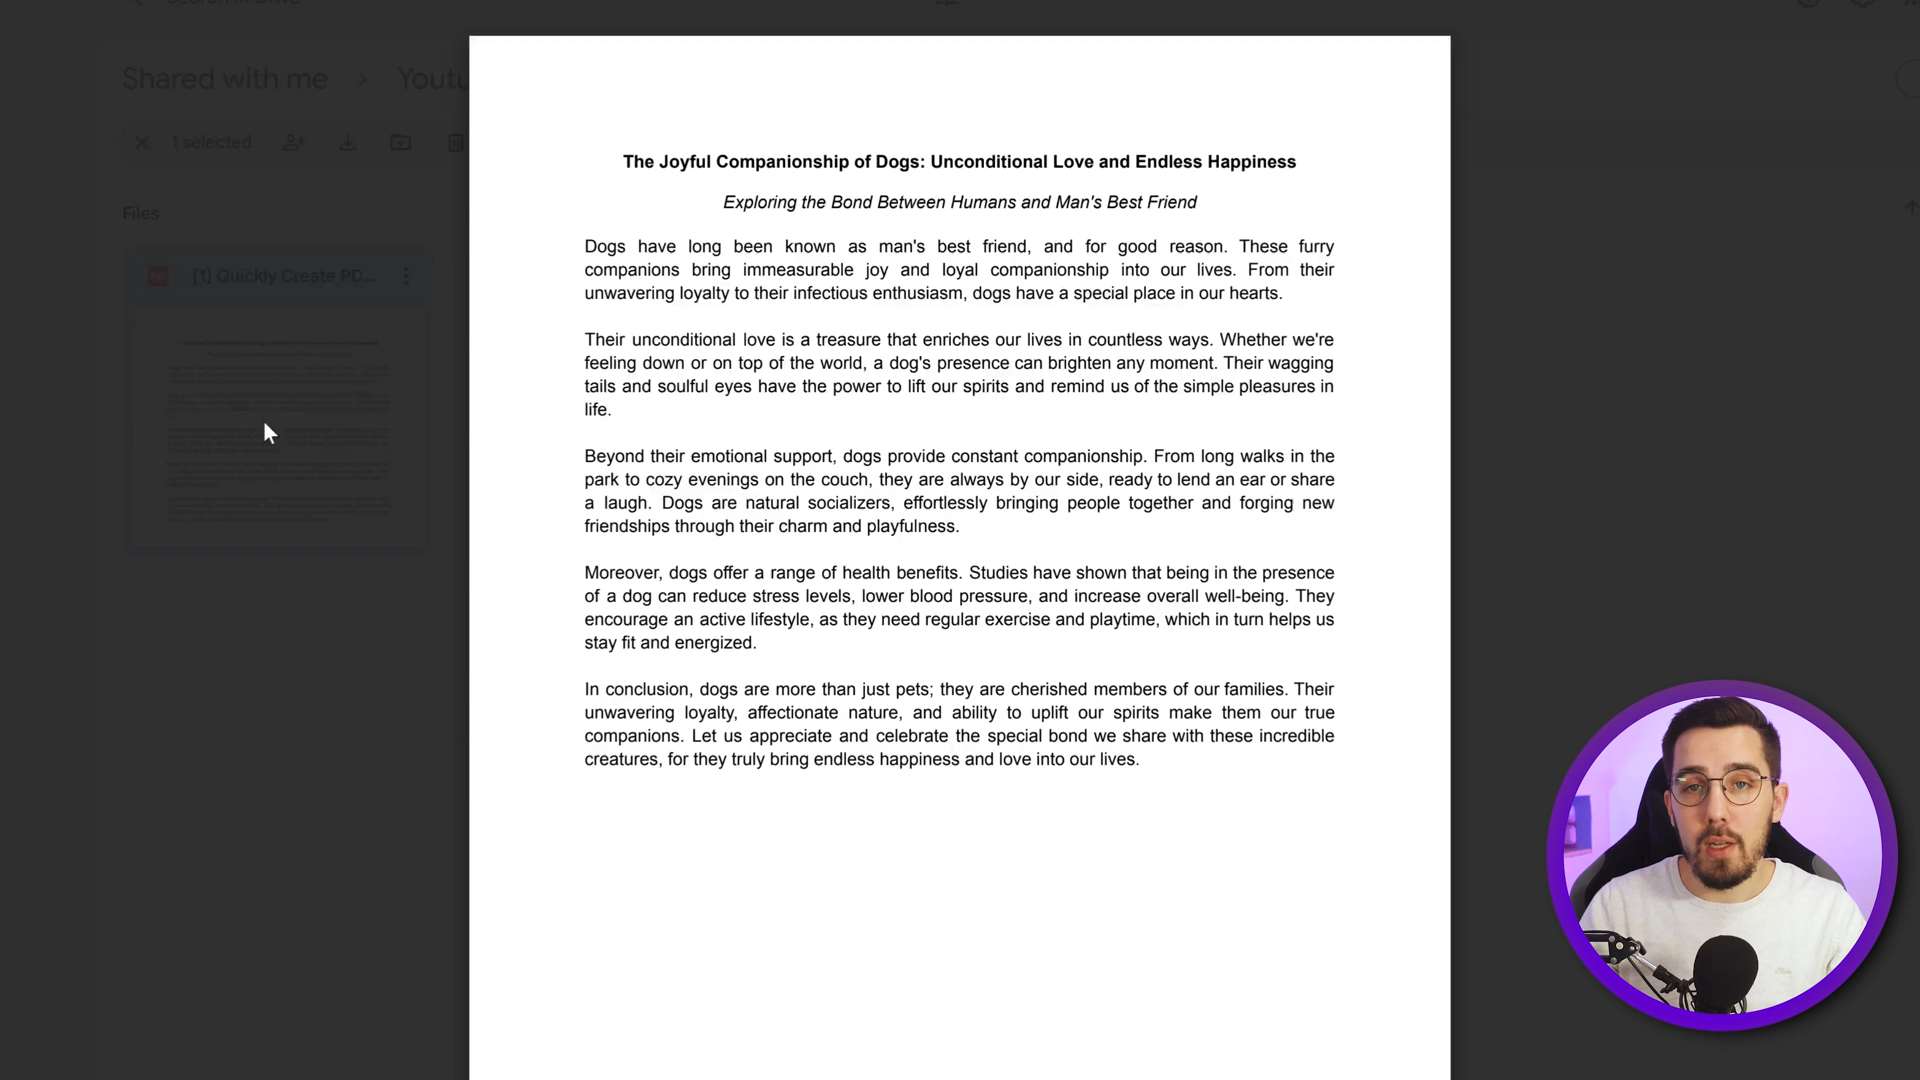 Shared with me > Youtu
1 selected
Files
[1] Quickly Create PD...
The Joyful Companionship of Dogs: Unconditional Love and Endless Happiness
Exploring the Bond Between Humans and Man's Best Friend
Dogs have long been known as man's best friend, and for good reason. These furry
companions bring immeasurable joy and loyal companionship into our lives. From their
unwavering loyalty to their infectious enthusiasm, dogs have a special place in our hearts.
Their unconditional love is a treasure that enriches our lives in countless ways. Whether we're
feeling down or on top of the world, a dog's presence can brighten any moment. Their wagging
tails and soulful eyes have the power to lift our spirits and remind us of the simple pleasures in
life.
Beyond their emotional support, dogs provide constant companionship. From long walks in the
park to cozy evenings on the couch, they are always by our side, ready to lend an ear or share
a laugh. Dogs are natural socializers, effortlessly bringing people together and forging new
friendships through their charm and playfulness.
Moreover, dogs offer a range of health benefits. Studies have shown that being in the presence
of a dog can reduce stress levels, lower blood pressure, and increase overall well-being. They
encourage an active lifestyle, as they need regular exercise and playtime, which in turn helps us
stay fit and energized.
In conclusion, dogs are more than just pets; they are cherished members of our families. Their
unwavering loyalty, affectionate nature, and ability to uplift our spirits make them our true
companions. Let us appreciate and celebrate the special bond we share with these incredible
creatures, for they truly bring endless happiness and love into our lives.